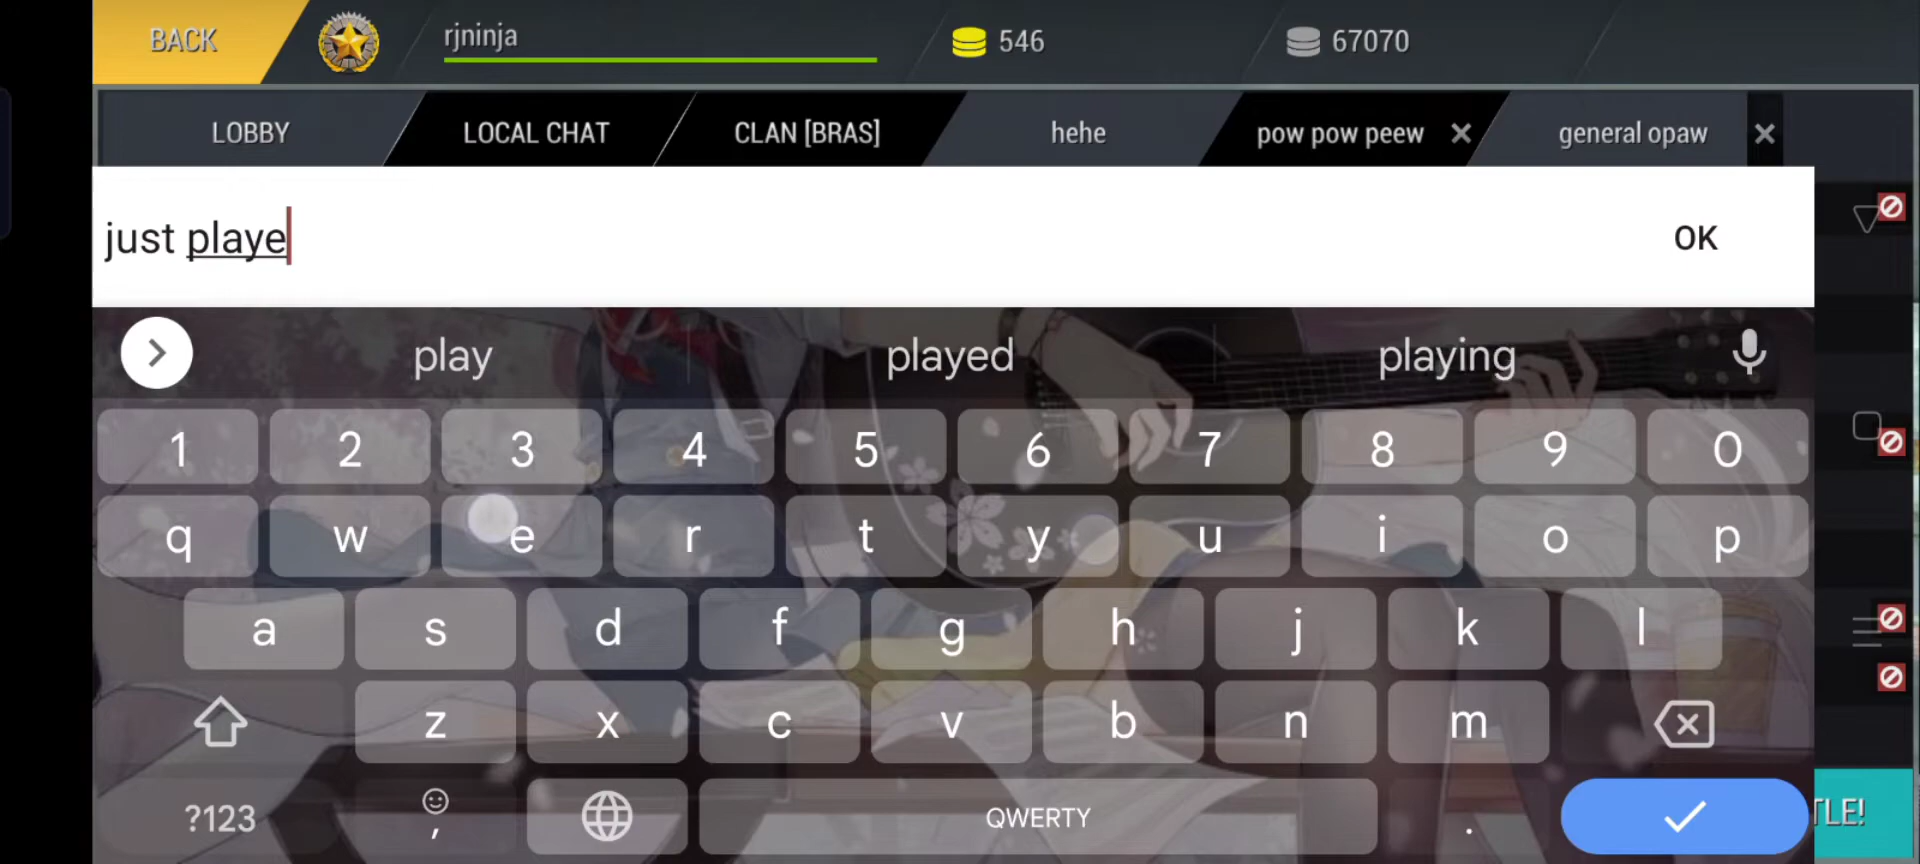 BACK
rjninja
546
67070
LOBBY
LOCAL CHAT
CLAN [BRAS]
hehe
pow pow peew
general opaw
just playe
OK
play
played
playing
1 2 3 4 5 6 7 8 9 0
q w e r t y u i o p
a s d f g h j k l
z x c v b n m
?123
,
QWERTY
.
TLE!